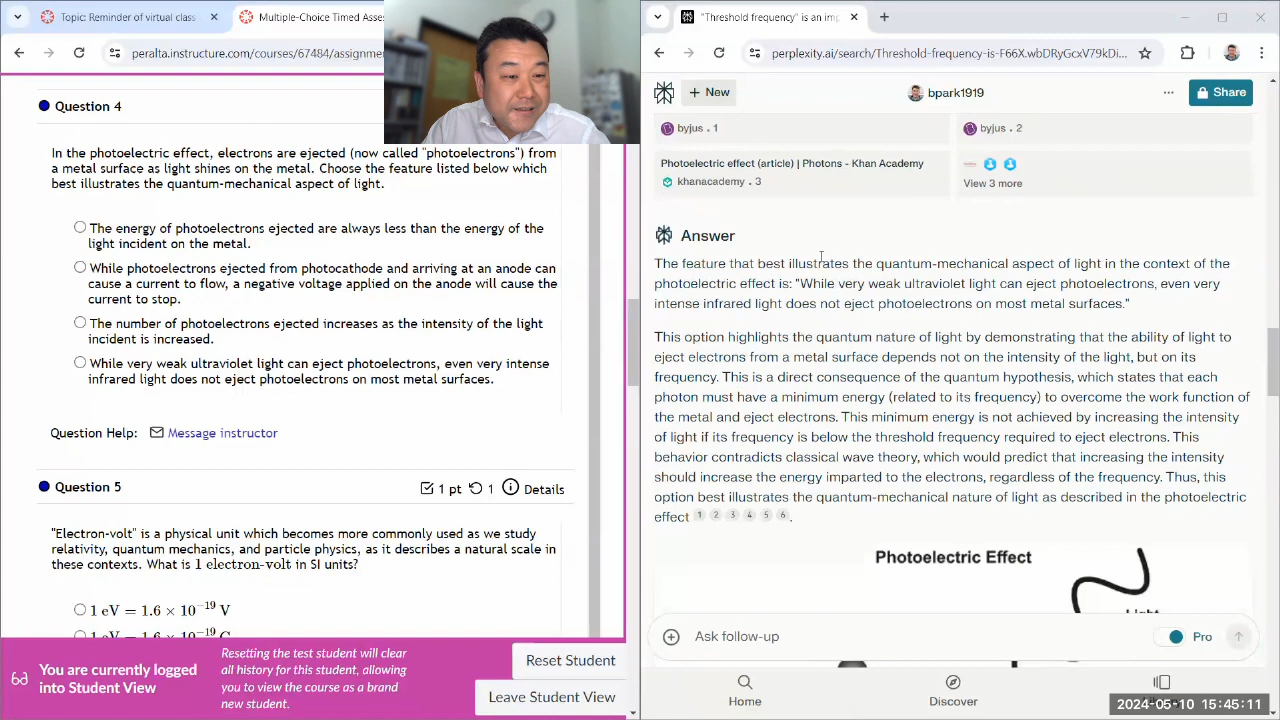 Topic: Reminder of virtual class
Multiple-Choice Timed Asse
peralta.instructure.com/courses/67484/assignme
Question 4
In the photoelectric effect, electrons are ejected (now called "photoelectrons") from
a metal surface as light shines on the metal. Choose the feature listed below which
best illustrates the quantum-mechanical aspect of light.
The energy of photoelectrons ejected are always less than the energy of the
light incident on the metal.
While photoelectrons ejected from photocathode and arriving at an anode can
cause a current to flow, a negative voltage applied on the anode will cause the
current to stop.
The number of photoelectrons ejected increases as the intensity of the light
incident is increased.
While very weak ultraviolet light can eject photoelectrons, even very intense
infrared light does not eject photoelectrons on most metal surfaces.
Question Help: Message instructor
Question 5
1 pt 1 Details
"Electron-volt" is a physical unit which becomes more commonly used as we study
relativity, quantum mechanics, and particle physics, as it describes a natural scale in
these contexts. What is 1 electron-volt in SI units?
1 eV = 1.6 × 10⁻¹⁹ V
1 eV = 1.6 × 10⁻¹⁹ C
You are currently logged
into Student View
Resetting the test student will clear
all history for this student, allowing
you to view the course as a brand
new student.
Reset Student
Leave Student View
"Threshold frequency" is an imp
perplexity.ai/search/Threshold-frequency-is-F66X.wbDRyGcxX79kDi...
New
bpark1919
Share
byjus . 1
byjus . 2
Photoelectric effect (article) | Photons - Khan Academy
khanacademy . 3
View 3 more
Answer
The feature that best illustrates the quantum-mechanical aspect of light in the context of the
photoelectric effect is: "While very weak ultraviolet light can eject photoelectrons, even very
intense infrared light does not eject photoelectrons on most metal surfaces."
This option highlights the quantum nature of light by demonstrating that the ability of light to
eject electrons from a metal surface depends not on the intensity of the light, but on its
frequency. This is a direct consequence of the quantum hypothesis, which states that each
photon must have a minimum energy (related to its frequency) to overcome the work function of
the metal and eject electrons. This minimum energy is not achieved by increasing the intensity
of light if its frequency is below the threshold frequency required to eject electrons. This
behavior contradicts classical wave theory, which would predict that increasing the intensity
should increase the energy imparted to the electrons, regardless of the frequency. Thus, this
option best illustrates the quantum-mechanical nature of light as described in the photoelectric
effect 1 2 3 4 5 6 .
Photoelectric Effect
Light
Ask follow-up
Pro
Home
Discover
2024-05-10 15:45:11